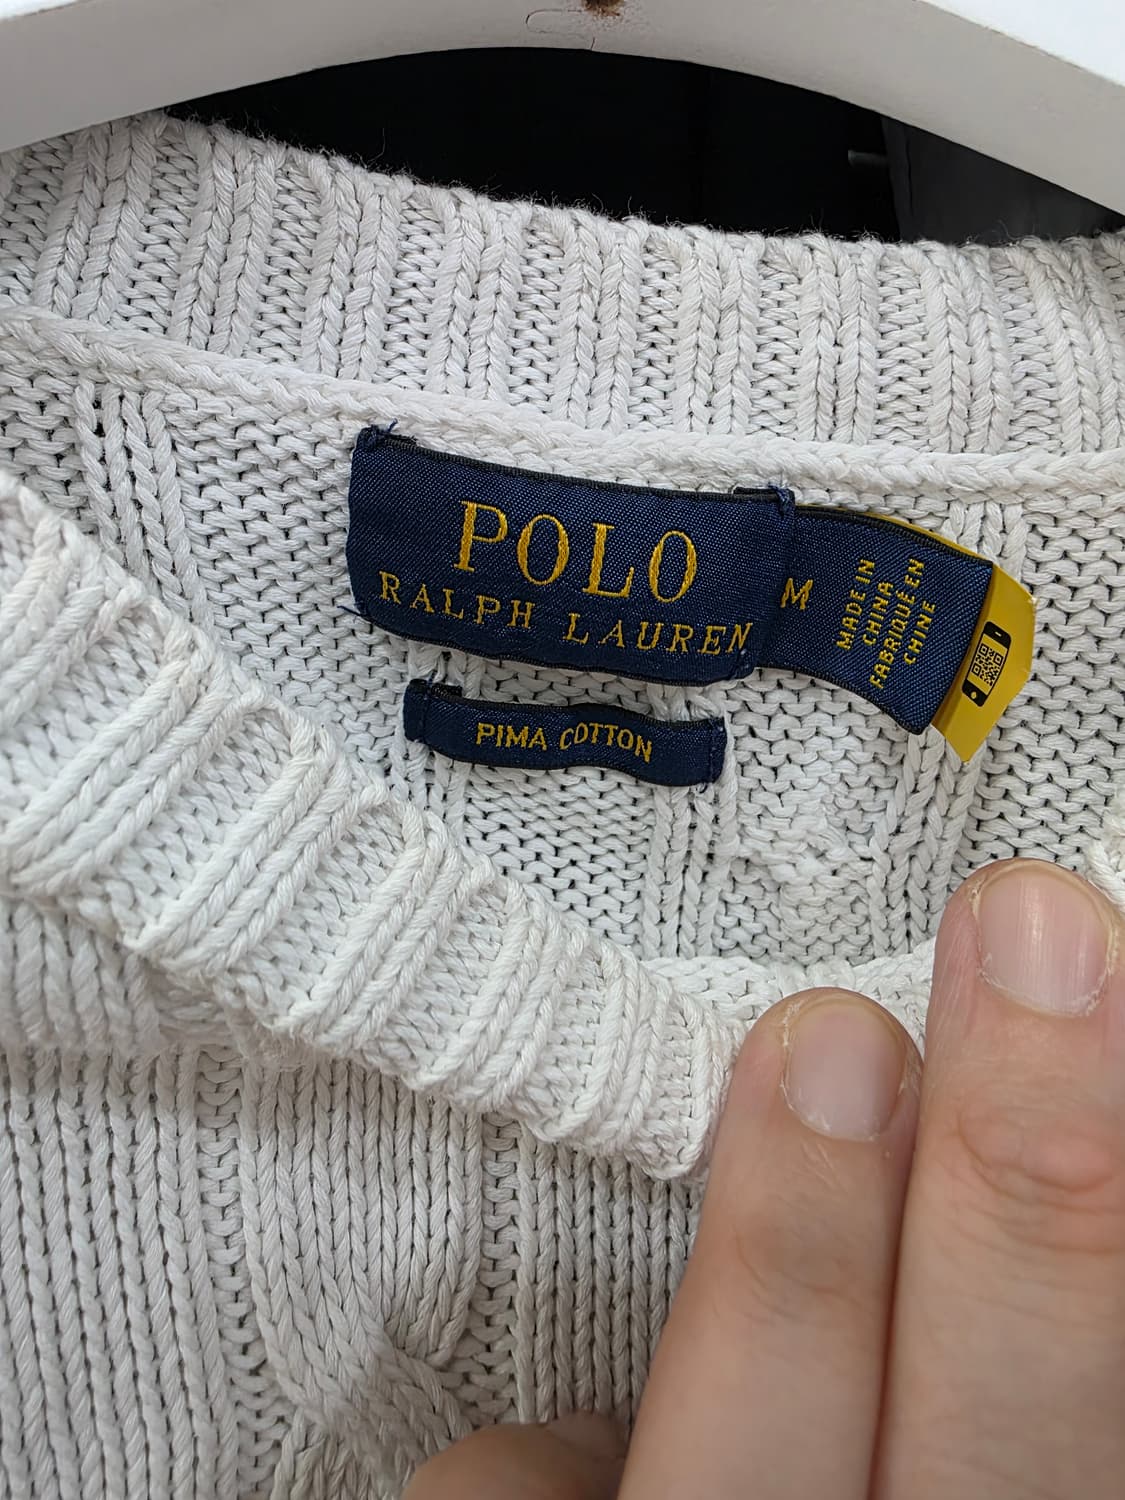 POLO
RALPH LAUREN
M
MADE IN
CHINA
FABRIQUÉ EN
CHINE
PIMA COTTON